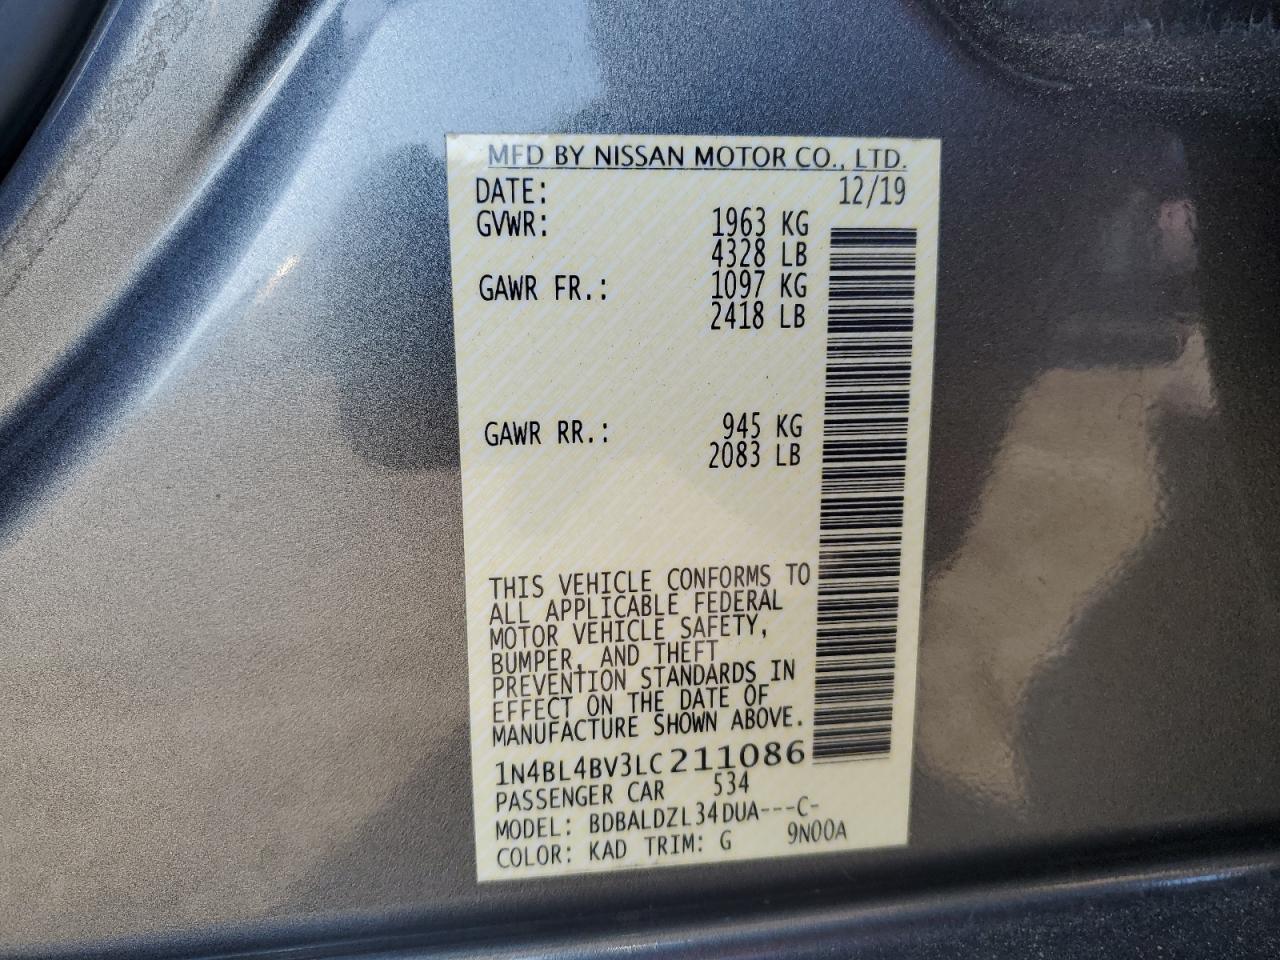 MFD BY NISSAN MOTOR CO., LTD.
DATE: 12/19
GVWR: 1963 KG
4328 LB
GAWR FR.: 1097 KG
2418 LB
GAWR RR.: 945 KG
2083 LB
THIS VEHICLE CONFORMS TO
ALL APPLICABLE FEDERAL
MOTOR VEHICLE SAFETY,
BUMPER, AND THEFT
PREVENTION STANDARDS IN
EFFECT ON THE DATE OF
MANUFACTURE SHOWN ABOVE.
1N4BL4BV3LC211086
PASSENGER CAR 534
MODEL: BDBALDZL34DUA---C-
COLOR: KAD TRIM: G 9N00A